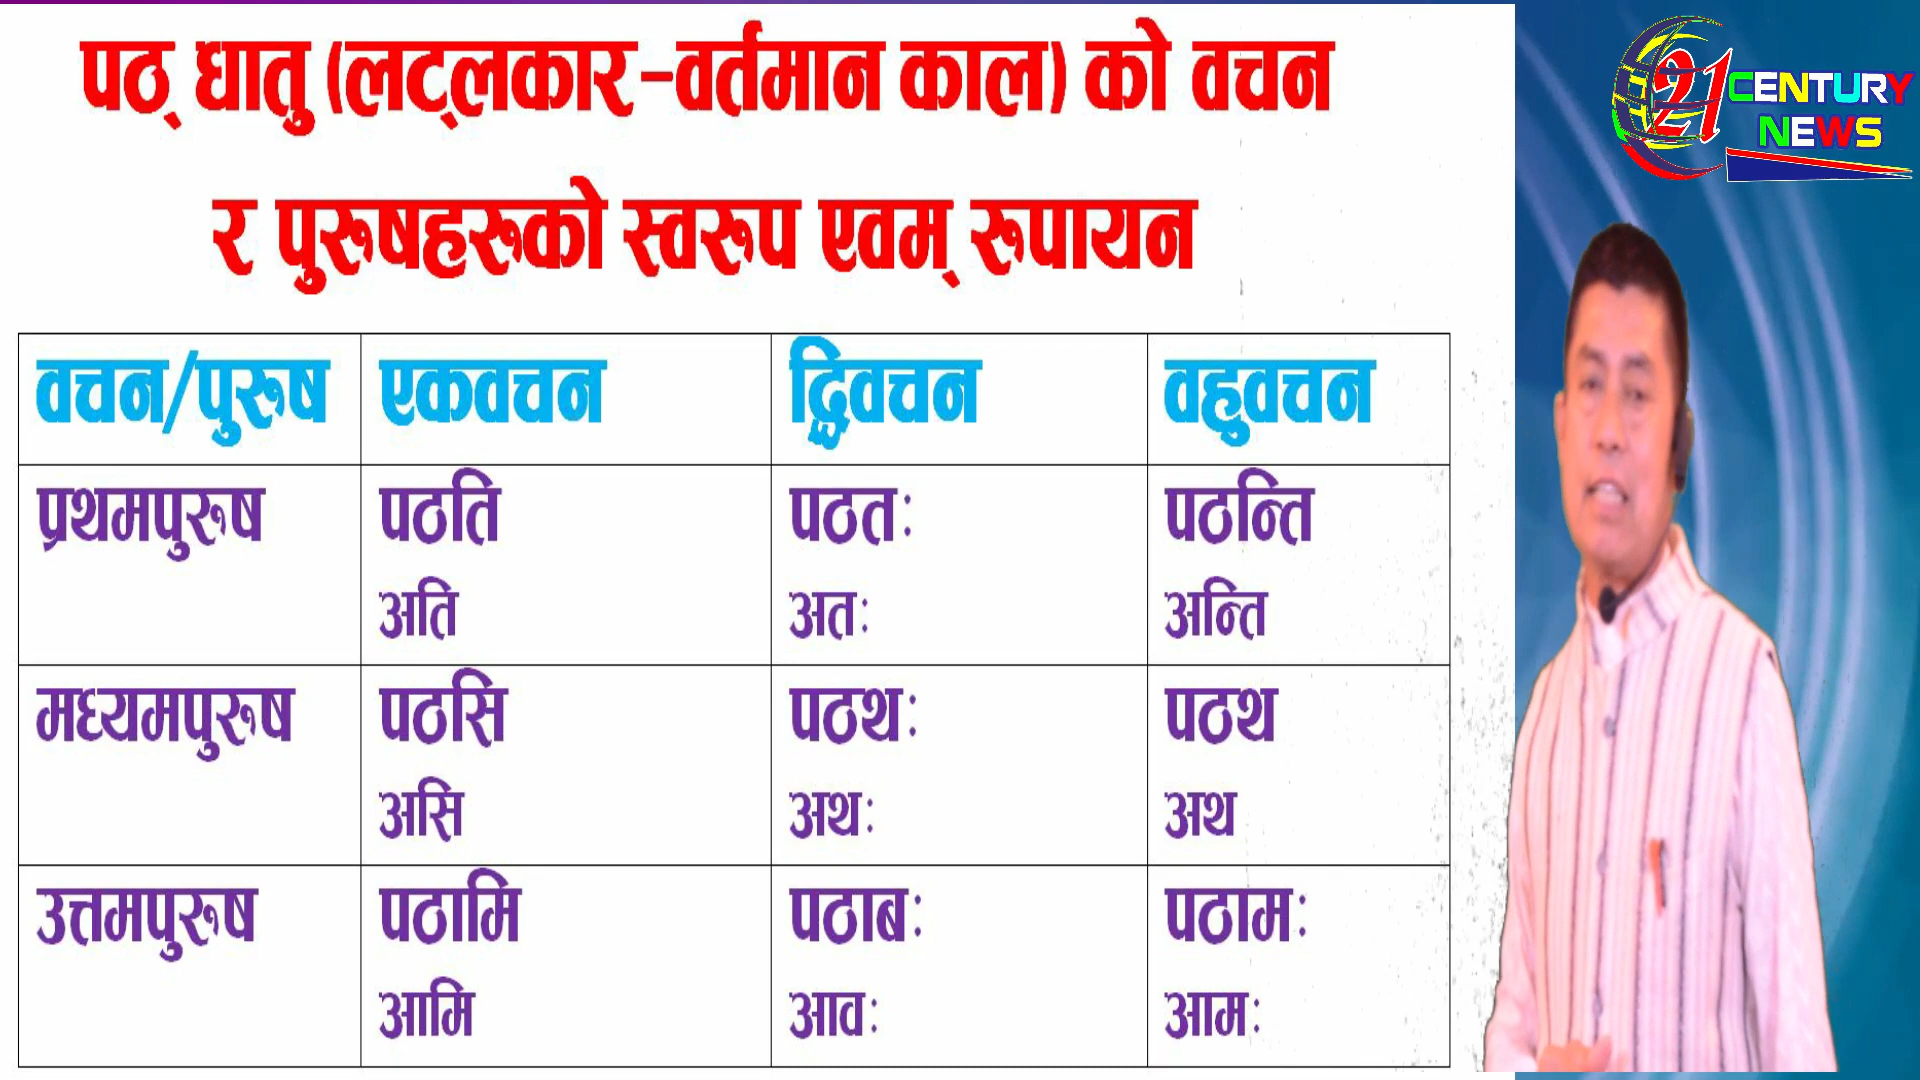 पठ् धातु (लट्लकार-वर्तमान काल) को वचन
र पुरुषहरुको स्वरुप एवम् रुपायन
21 CENTURY
NEWS
वचन/पुरुष एकवचन द्विवचन वहुवचन
प्रथमपुरुष पठति पठतः पठन्ति
अति अतः अन्ति
मध्यमपुरुष पठसि पठथः पठथ
असि अथः अथ
उत्तमपुरुष पठामि पठाबः पठामः
आमि आवः आमः